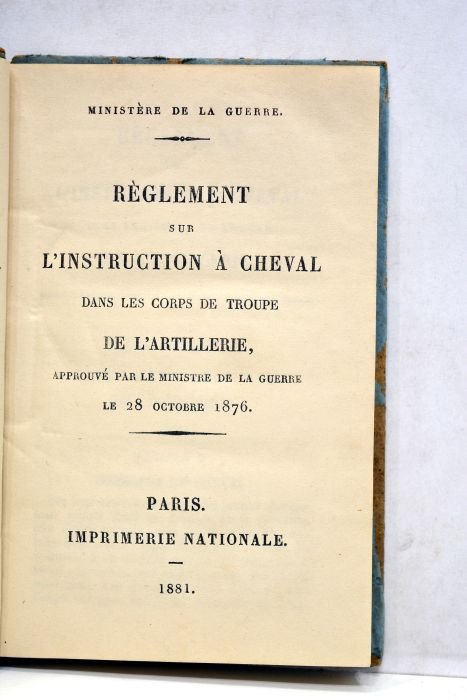 MINISTÈRE DE LA GUERRE.
RÈGLEMENT
SUR
L'INSTRUCTION À CHEVAL
DANS LES CORPS DE TROUPE
DE L'ARTILLERIE,
APPROUVÉ PAR LE MINISTRE DE LA GUERRE
LE 28 OCTOBRE 1876.
PARIS.
IMPRIMERIE NATIONALE.
1881.